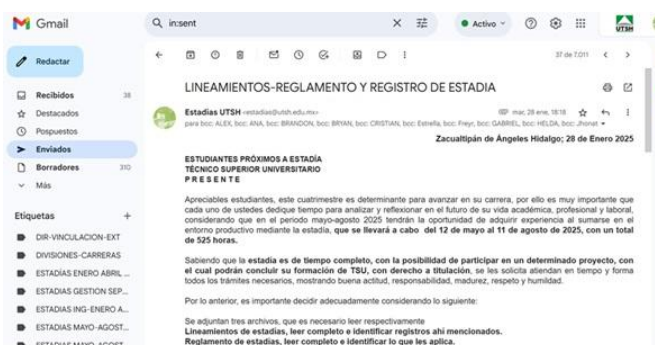 Gmail
in:sent
Activo
UTSH
Redactar
37 de 7.011
Recibidos 38
Destacados
Pospuestos
Enviados
Borradores 310
Más
Etiquetas
DIR-VINCULACION-EXT
DIVISIONES-CARRERAS
ESTADÍAS ENERO ABRIL ...
ESTADIAS GESTION SEP...
ESTADIAS ING-ENERO A...
ESTADIAS MAYO-AGOST...
ESTADIAS MAYO-AGOST
LINEAMIENTOS-REGLAMENTO Y REGISTRO DE ESTADIA
Estadías UTSH <estadias@utsh.edu.mx> mar, 28 ene, 18:18
para bcc: ALEX, bcc: ANA, bcc: BRANDON, bcc: BRYAN, bcc: CRISTIAN, bcc: Estrella, bcc: Freyr, bcc: GABRIEL, bcc: HELDA, bcc: Jhonet
Zacualtipán de Ángeles Hidalgo; 28 de Enero 2025
ESTUDIANTES PRÓXIMOS A ESTADÍA
TÉCNICO SUPERIOR UNIVERSITARIO
P R E S E N T E
Apreciables estudiantes, este cuatrimestre es determinante para avanzar en su carrera, por ello es muy importante que
cada uno de ustedes dedique tiempo para analizar y reflexionar en el futuro de su vida académica, profesional y laboral,
considerando que en el periodo mayo-agosto 2025 tendrán la oportunidad de adquirir experiencia al sumarse en el
entorno productivo mediante la estadía, que se llevará a cabo del 12 de mayo al 11 de agosto de 2025, con un total
de 525 horas.
Sabiendo que la estadía es de tiempo completo, con la posibilidad de participar en un determinado proyecto, con
el cual podrán concluir su formación de TSU, con derecho a titulación, se les solicita atiendan en tiempo y forma
todos los trámites necesarios, mostrando buena actitud, responsabilidad, madurez, respeto y humildad.
Por lo anterior, es importante decidir adecuadamente considerando lo siguiente:
Se adjuntan tres archivos, que es necesario leer respectivamente
Lineamientos de estadías, leer completo e identificar registros ahí mencionados.
Reglamento de estadías, leer completo e identificar lo que les aplica.